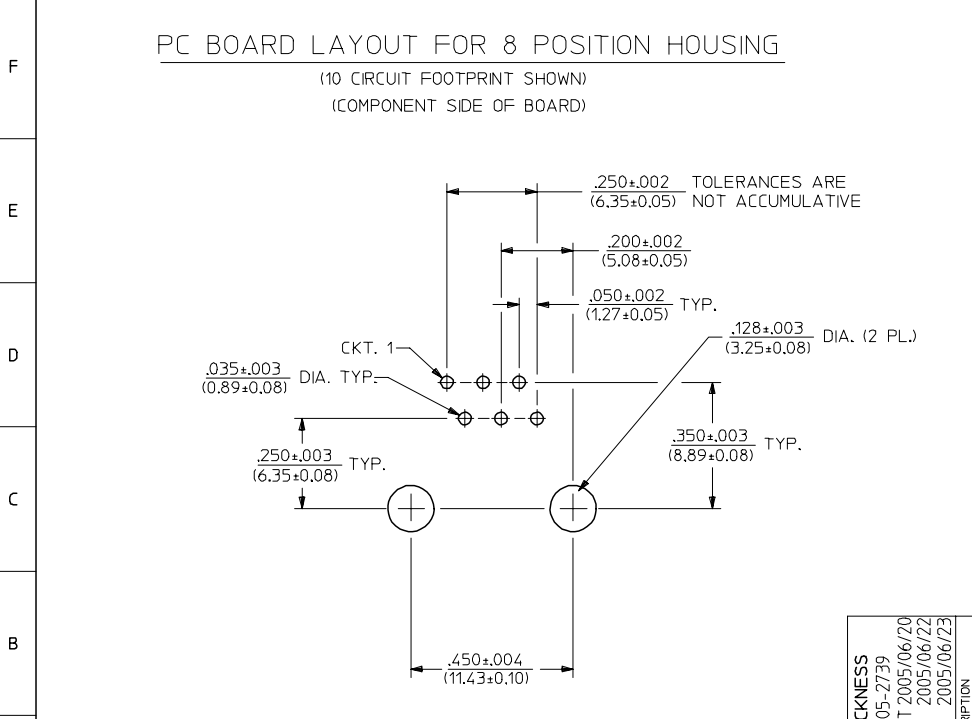 PC BOARD LAYOUT FOR 8 POSITION HOUSING
(10 CIRCUIT FOOTPRINT SHOWN)
(COMPONENT SIDE OF BOARD)
F
E
D
C
B
.250±.002
(6.35±0.05)
TOLERANCES ARE
NOT ACCUMULATIVE
.200±.002
(5.08±0.05)
.050±.002
(1.27±0.05)
TYP.
.128±.003
(3.25±0.08)
DIA. (2 PL.)
CKT. 1
.035±.003
(0.89±0.08)
DIA. TYP.
.350±.003
(8.89±0.08)
TYP.
.250±.003
(6.35±0.08)
TYP.
.450±.004
(11.43±0.10)
CKNESS
05-2739
T 2005/06/20
2005/06/22
2005/06/23
RIPTION